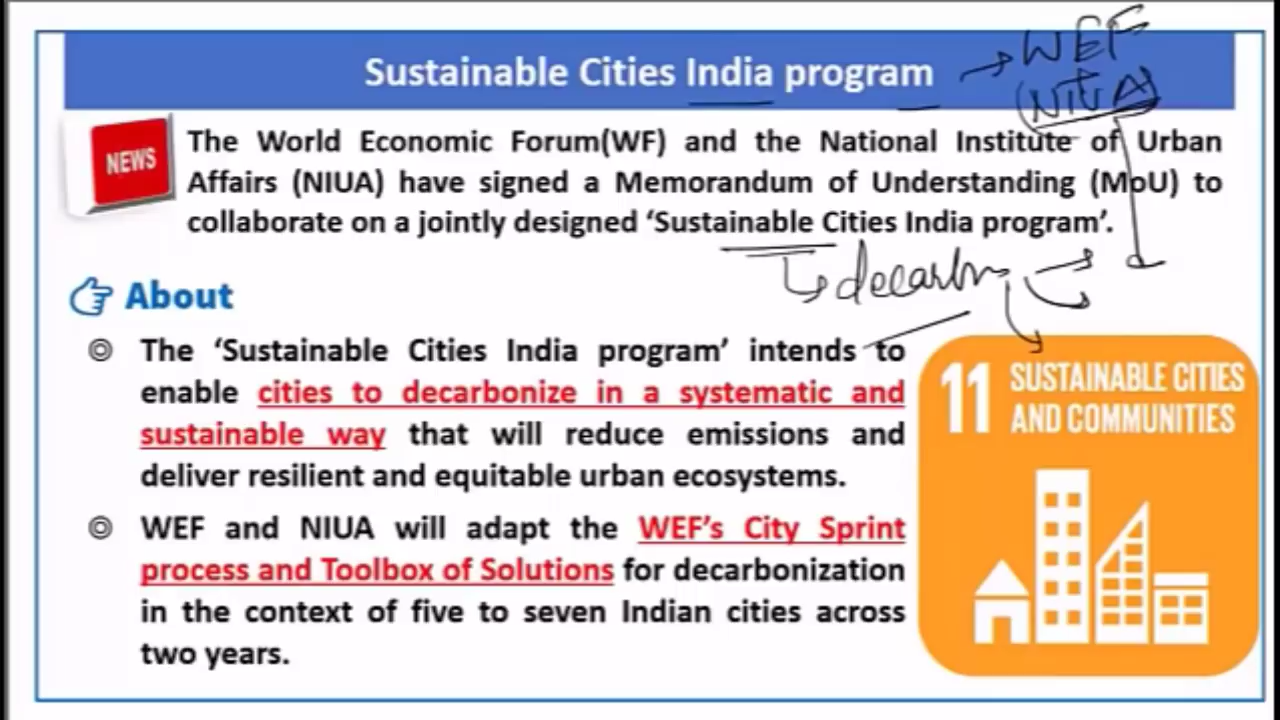 Sustainable Cities India program
WEF
NIUA
NEWS
The World Economic Forum(WF) and the National Institute of Urban
Affairs (NIUA) have signed a Memorandum of Understanding (MoU) to
collaborate on a jointly designed ‘Sustainable Cities India program’.
About
The ‘Sustainable Cities India program’ intends to
enable cities to decarbonize in a systematic and
sustainable way that will reduce emissions and
deliver resilient and equitable urban ecosystems.
WEF and NIUA will adapt the WEF’s City Sprint
process and Toolbox of Solutions for decarbonization
in the context of five to seven Indian cities across
two years.
11 SUSTAINABLE CITIES
AND COMMUNITIES